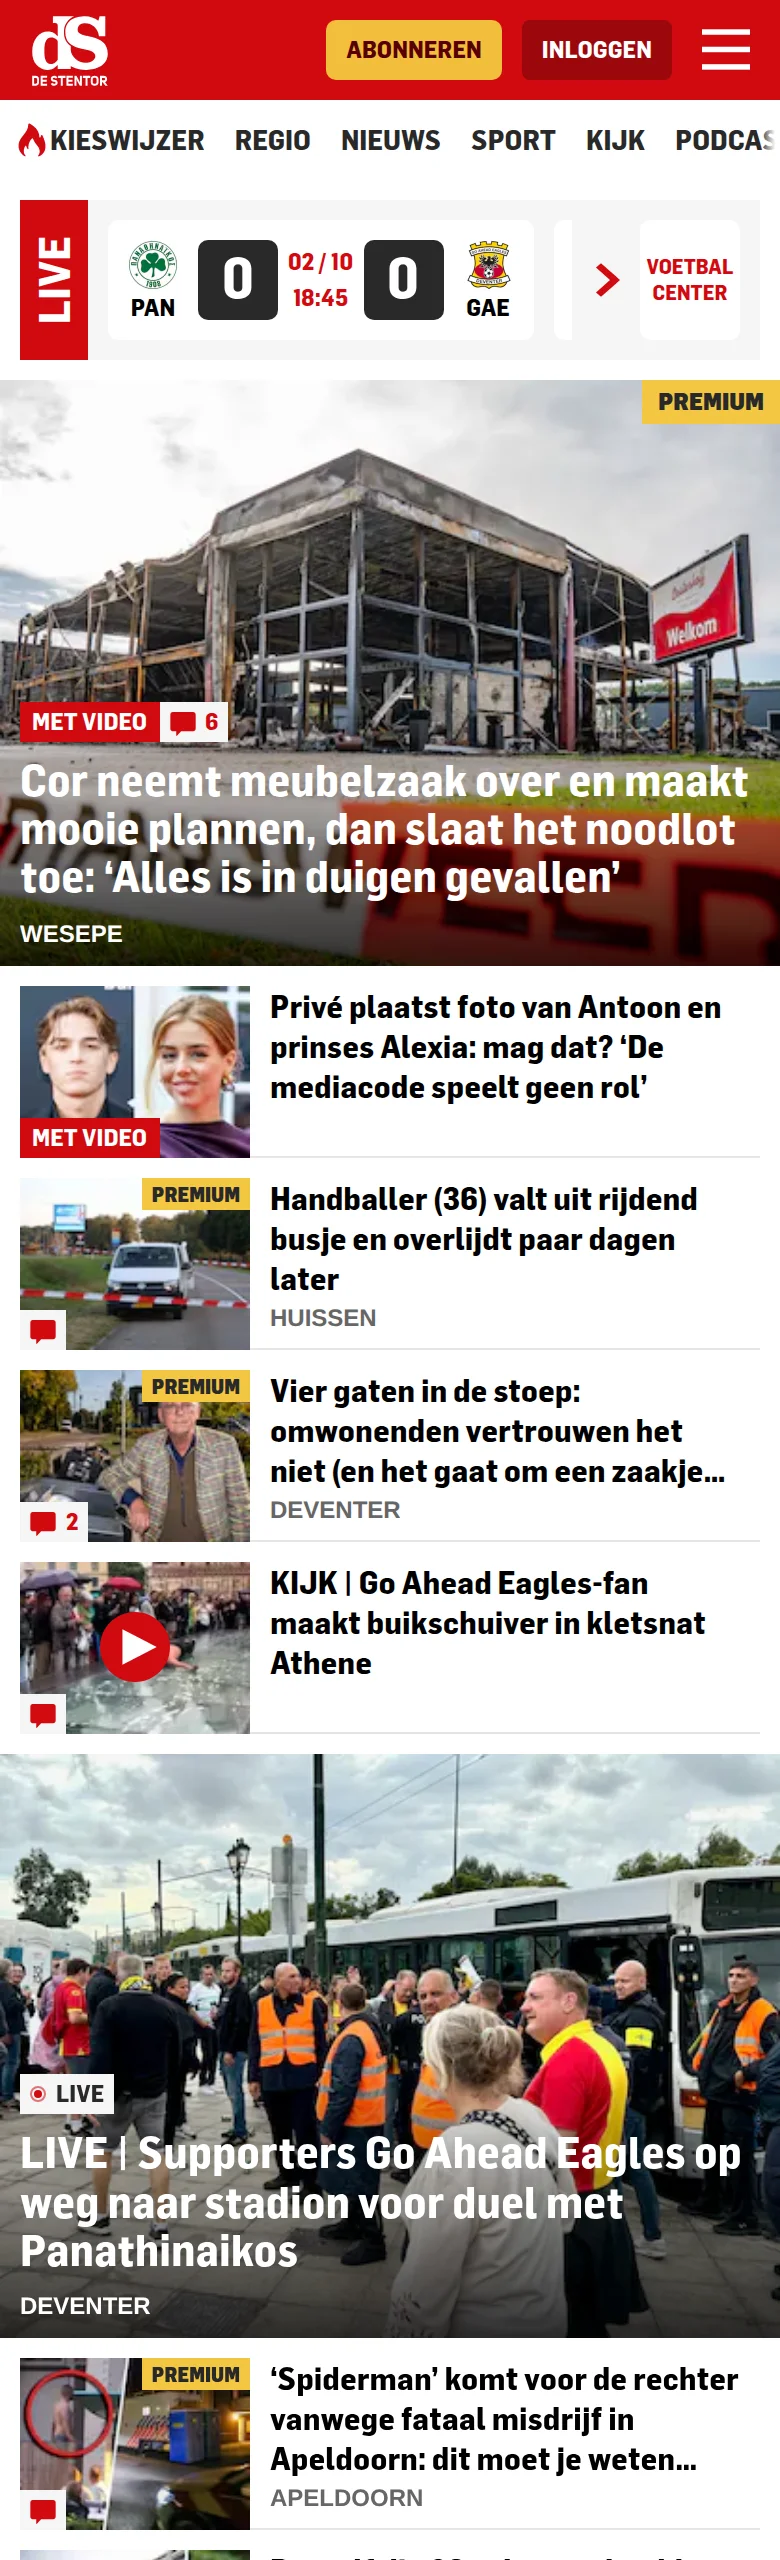 dS
DE STENTOR
ABONNEREN
INLOGGEN
KIESWIJZER REGIO NIEUWS SPORT KIJK PODCAS
LIVE
PANAΘHNAIKOS
1908
PAN
0
02 / 10
18:45
0
GAE
VOETBAL
CENTER
PREMIUM
Welkom
MET VIDEO
6
Cor neemt meubelzaak over en maakt
mooie plannen, dan slaat het noodlot
toe: ‘Alles is in duigen gevallen’
WESEPE
Privé plaatst foto van Antoon en
prinses Alexia: mag dat? ‘De
mediacode speelt geen rol’
MET VIDEO
PREMIUM
Handballer (36) valt uit rijdend
busje en overlijdt paar dagen
later
HUISSEN
PREMIUM
Vier gaten in de stoep:
omwonenden vertrouwen het
niet (en het gaat om een zaakje...
DEVENTER
2
KIJK | Go Ahead Eagles-fan
maakt buikschuiver in kletsnat
Athene
LIVE
LIVE | Supporters Go Ahead Eagles op
weg naar stadion voor duel met
Panathinaikos
DEVENTER
PREMIUM
‘Spiderman’ komt voor de rechter
vanwege fataal misdrijf in
Apeldoorn: dit moet je weten...
APELDOORN